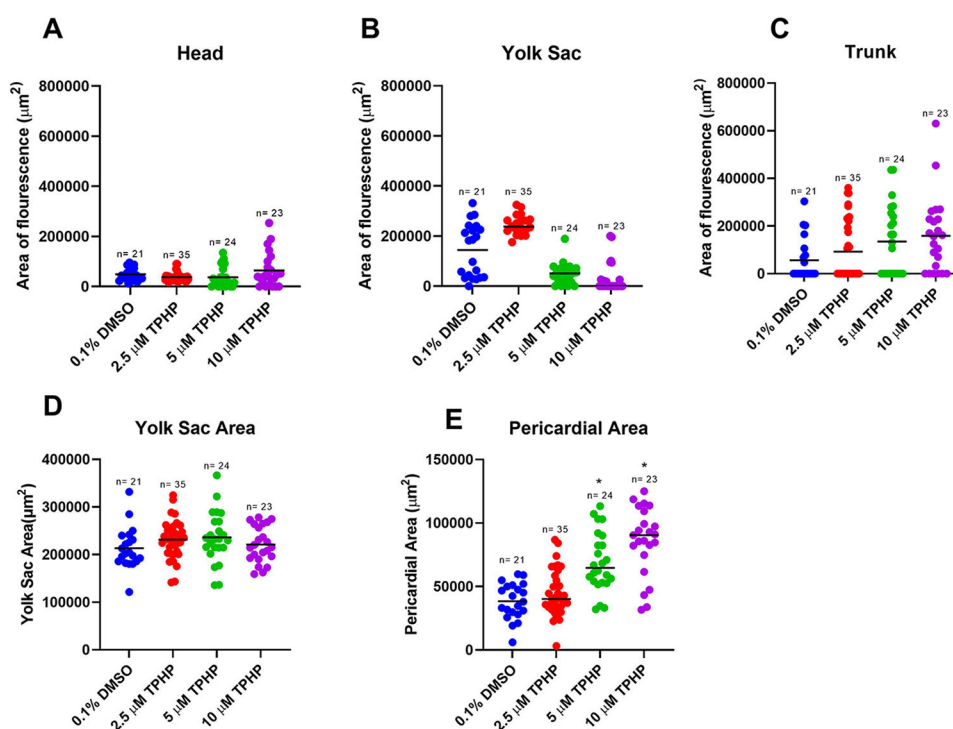 A
Head
Area of flourescence (μm²)
800000
600000
400000
200000
0
n= 21
n= 35
n= 24
n= 23
0.1% DMSO
2.5 μM TPHP
5 μM TPHP
10 μM TPHP
B
Yolk Sac
Area of flourescence (μm²)
800000
600000
400000
200000
0
n= 21
n= 35
n= 24
n= 23
0.1% DMSO
2.5 μM TPHP
5 μM TPHP
10 μM TPHP
C
Trunk
Area of flourescence (μm²)
800000
600000
400000
200000
0
n= 21
n= 35
n= 24
n= 23
0.1% DMSO
2.5 μM TPHP
5 μM TPHP
10 μM TPHP
D
Yolk Sac Area
Yolk Sac Area(μm²)
400000
300000
200000
100000
0
n= 21
n= 35
n= 24
n= 23
0.1% DMSO
2.5 μM TPHP
5 μM TPHP
10 μM TPHP
E
Pericardial Area
Pericardial Area (μm²)
150000
100000
50000
0
n= 21
n= 35
*
n= 24
*
n= 23
0.1% DMSO
2.5 μM TPHP
5 μM TPHP
10 μM TPHP